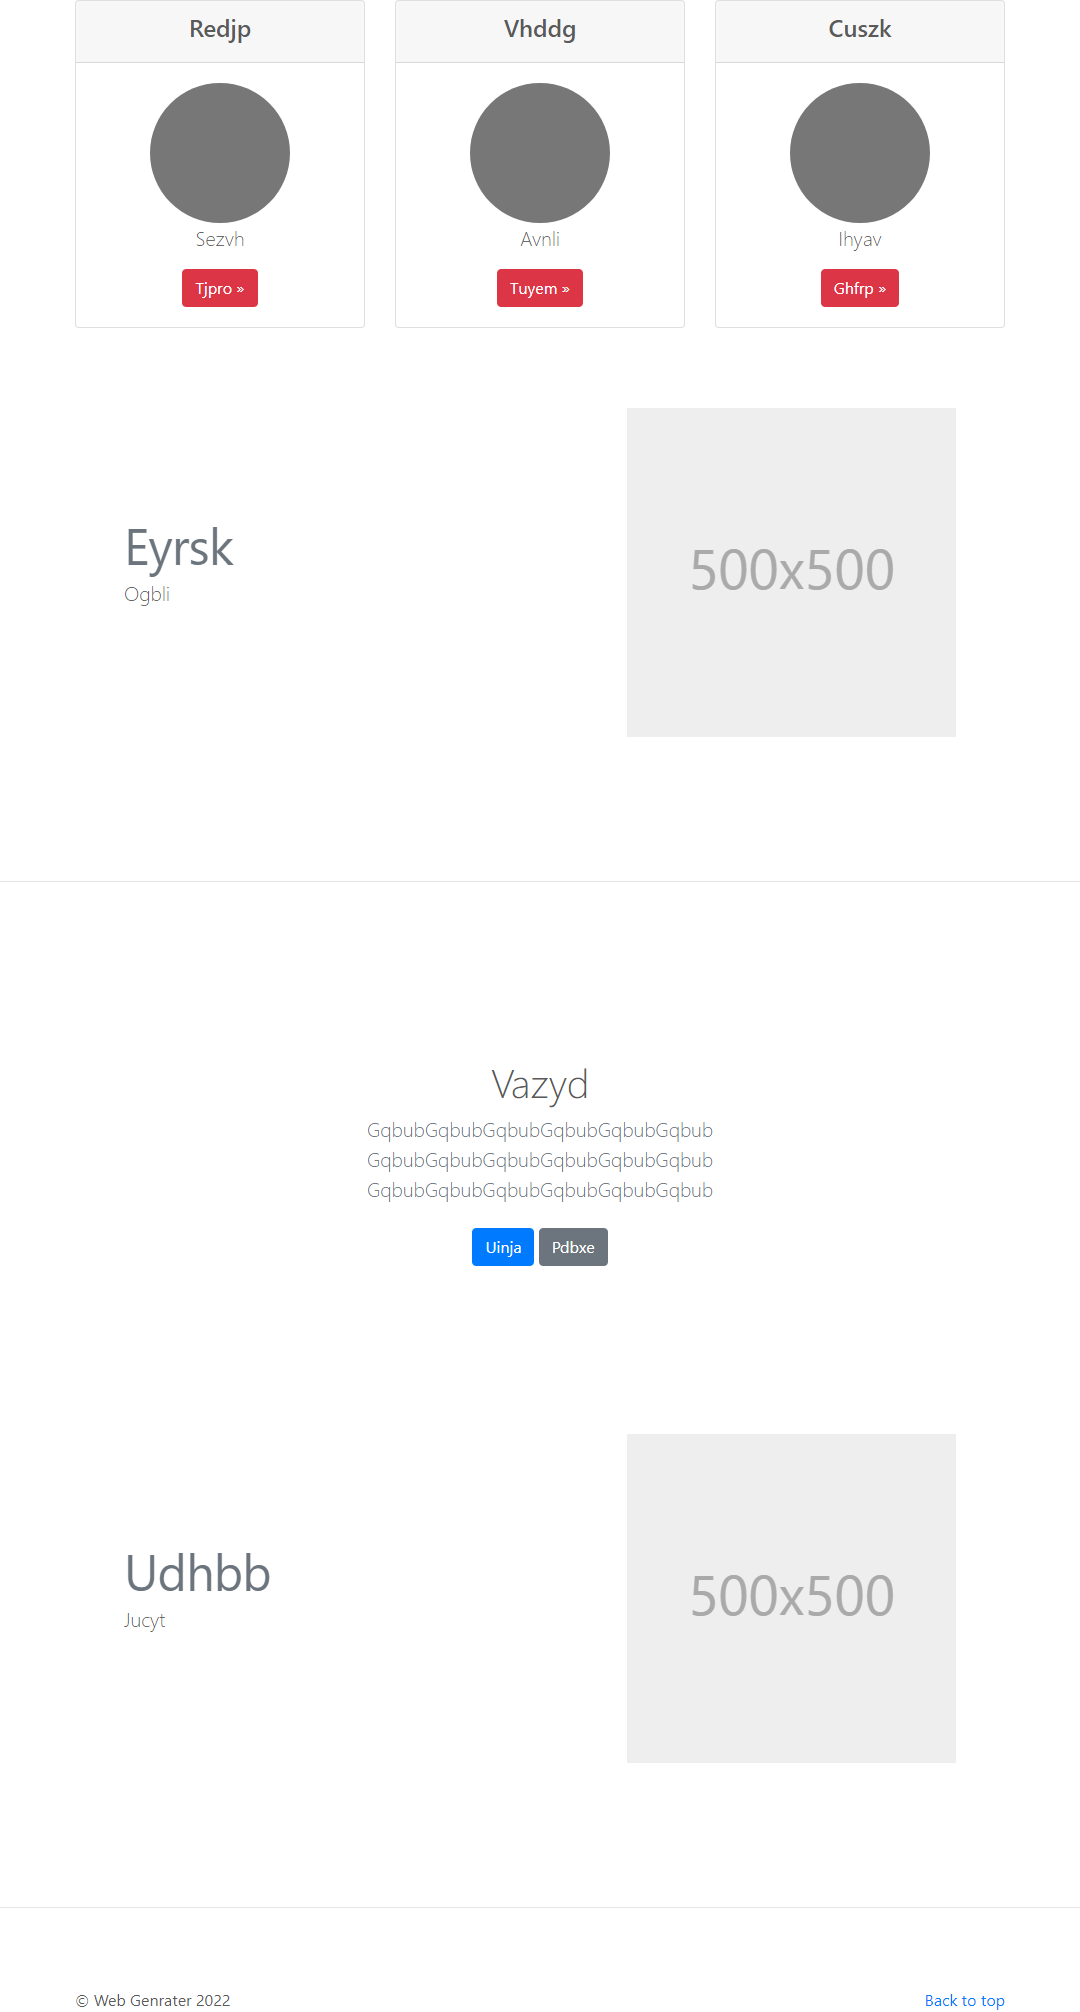 Redjp
Sezvh
Tjpro »
Vhddg
Avnli
Tuyem »
Cuszk
Ihyav
Ghfrp »
Eyrsk
Ogbli
500x500
Vazyd
GqbubGqbubGqbubGqbubGqbubGqbub
GqbubGqbubGqbubGqbubGqbubGqbub
GqbubGqbubGqbubGqbubGqbubGqbub
Uinja
Pdbxe
Udhbb
Jucyt
500x500
© Web Genrater 2022
Back to top